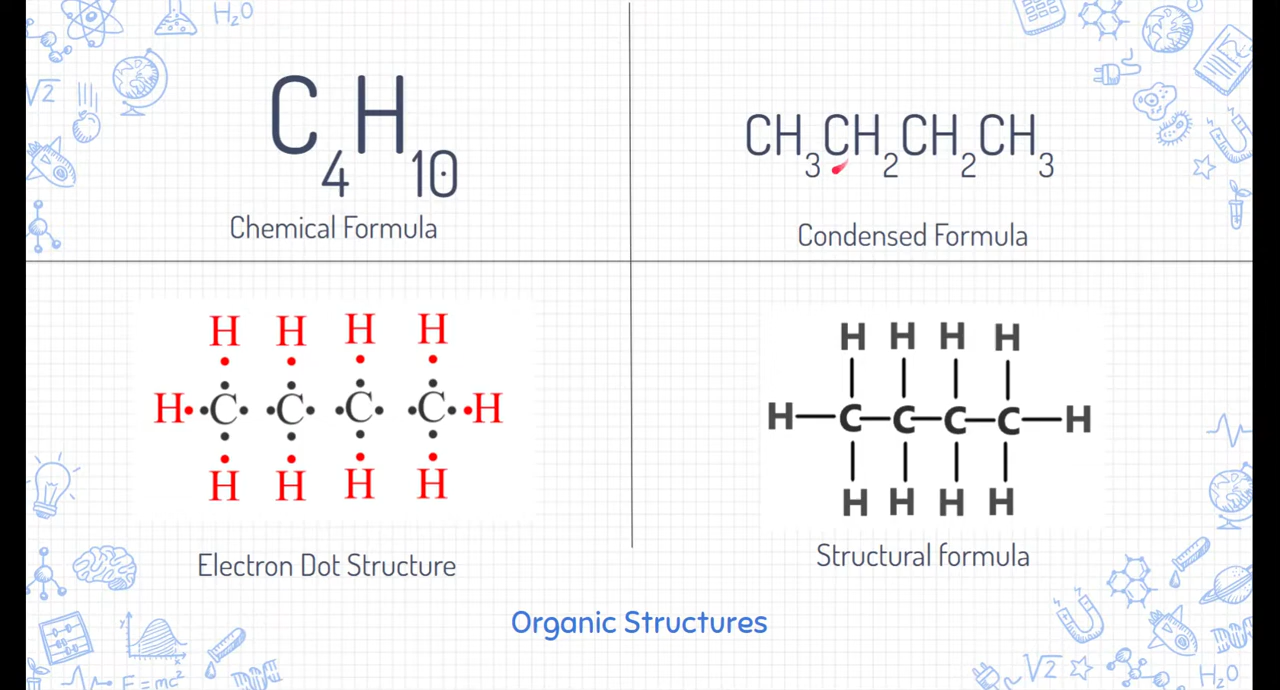 H₂O
√2
C₄H₁₀
Chemical Formula
CH₃CH₂CH₂CH₃
Condensed Formula
H H H H
H C C C C H
H H H H
Electron Dot Structure
H H H H
H—C—C—C—C—H
H H H H
Structural formula
Organic Structures
y
x
E=mc²
√2
H₂O